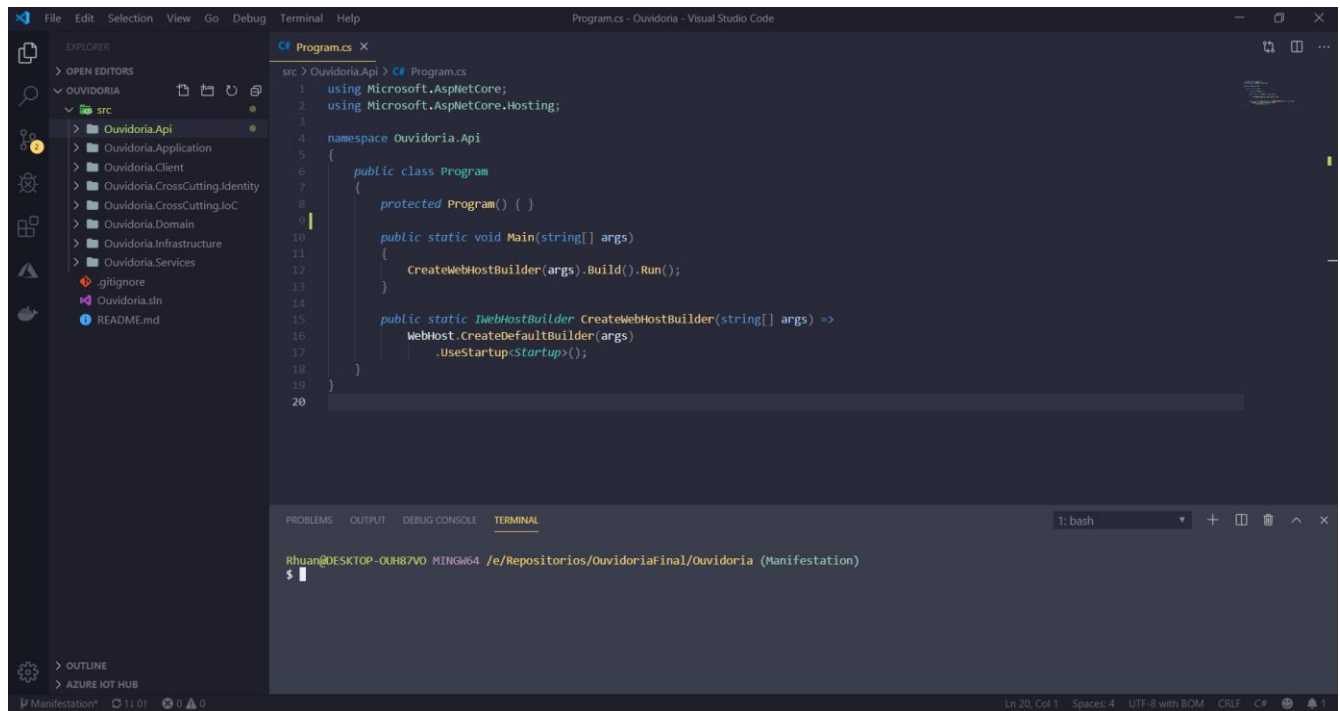 File Edit Selection View Go Debug Terminal Help
Program.cs - Ouvidoria - Visual Studio Code
EXPLORER
OPEN EDITORS
OUVIDORIA
src
Ouvidoria.Api
Ouvidoria.Application
Ouvidoria.Client
Ouvidoria.CrossCutting.Identity
Ouvidoria.CrossCutting.IoC
Ouvidoria.Domain
Ouvidoria.Infrastructure
Ouvidoria.Services
.gitignore
Ouvidoria.sln
README.md
OUTLINE
AZURE IOT HUB
2
C# Program.cs
src > Ouvidoria.Api > C# Program.cs
1 using Microsoft.AspNetCore;
2 using Microsoft.AspNetCore.Hosting;
3
4 namespace Ouvidoria.Api
5 {
6 public class Program
7 {
8 protected Program() { }
9
10 public static void Main(string[] args)
11 {
12 CreateWebHostBuilder(args).Build().Run();
13 }
14
15 public static IWebHostBuilder CreateWebHostBuilder(string[] args) =>
16 WebHost.CreateDefaultBuilder(args)
17 .UseStartup<Startup>();
18 }
19 }
20
PROBLEMS OUTPUT DEBUG CONSOLE TERMINAL
1: bash
Rhuan@DESKTOP-OUH87VO MINGW64 /e/Repositorios/OuvidoriaFinal/Ouvidoria (Manifestation)
$
Manifestation* 0 0
Ln 20, Col 1 Spaces: 4 UTF-8 with BOM CRLF C# 1